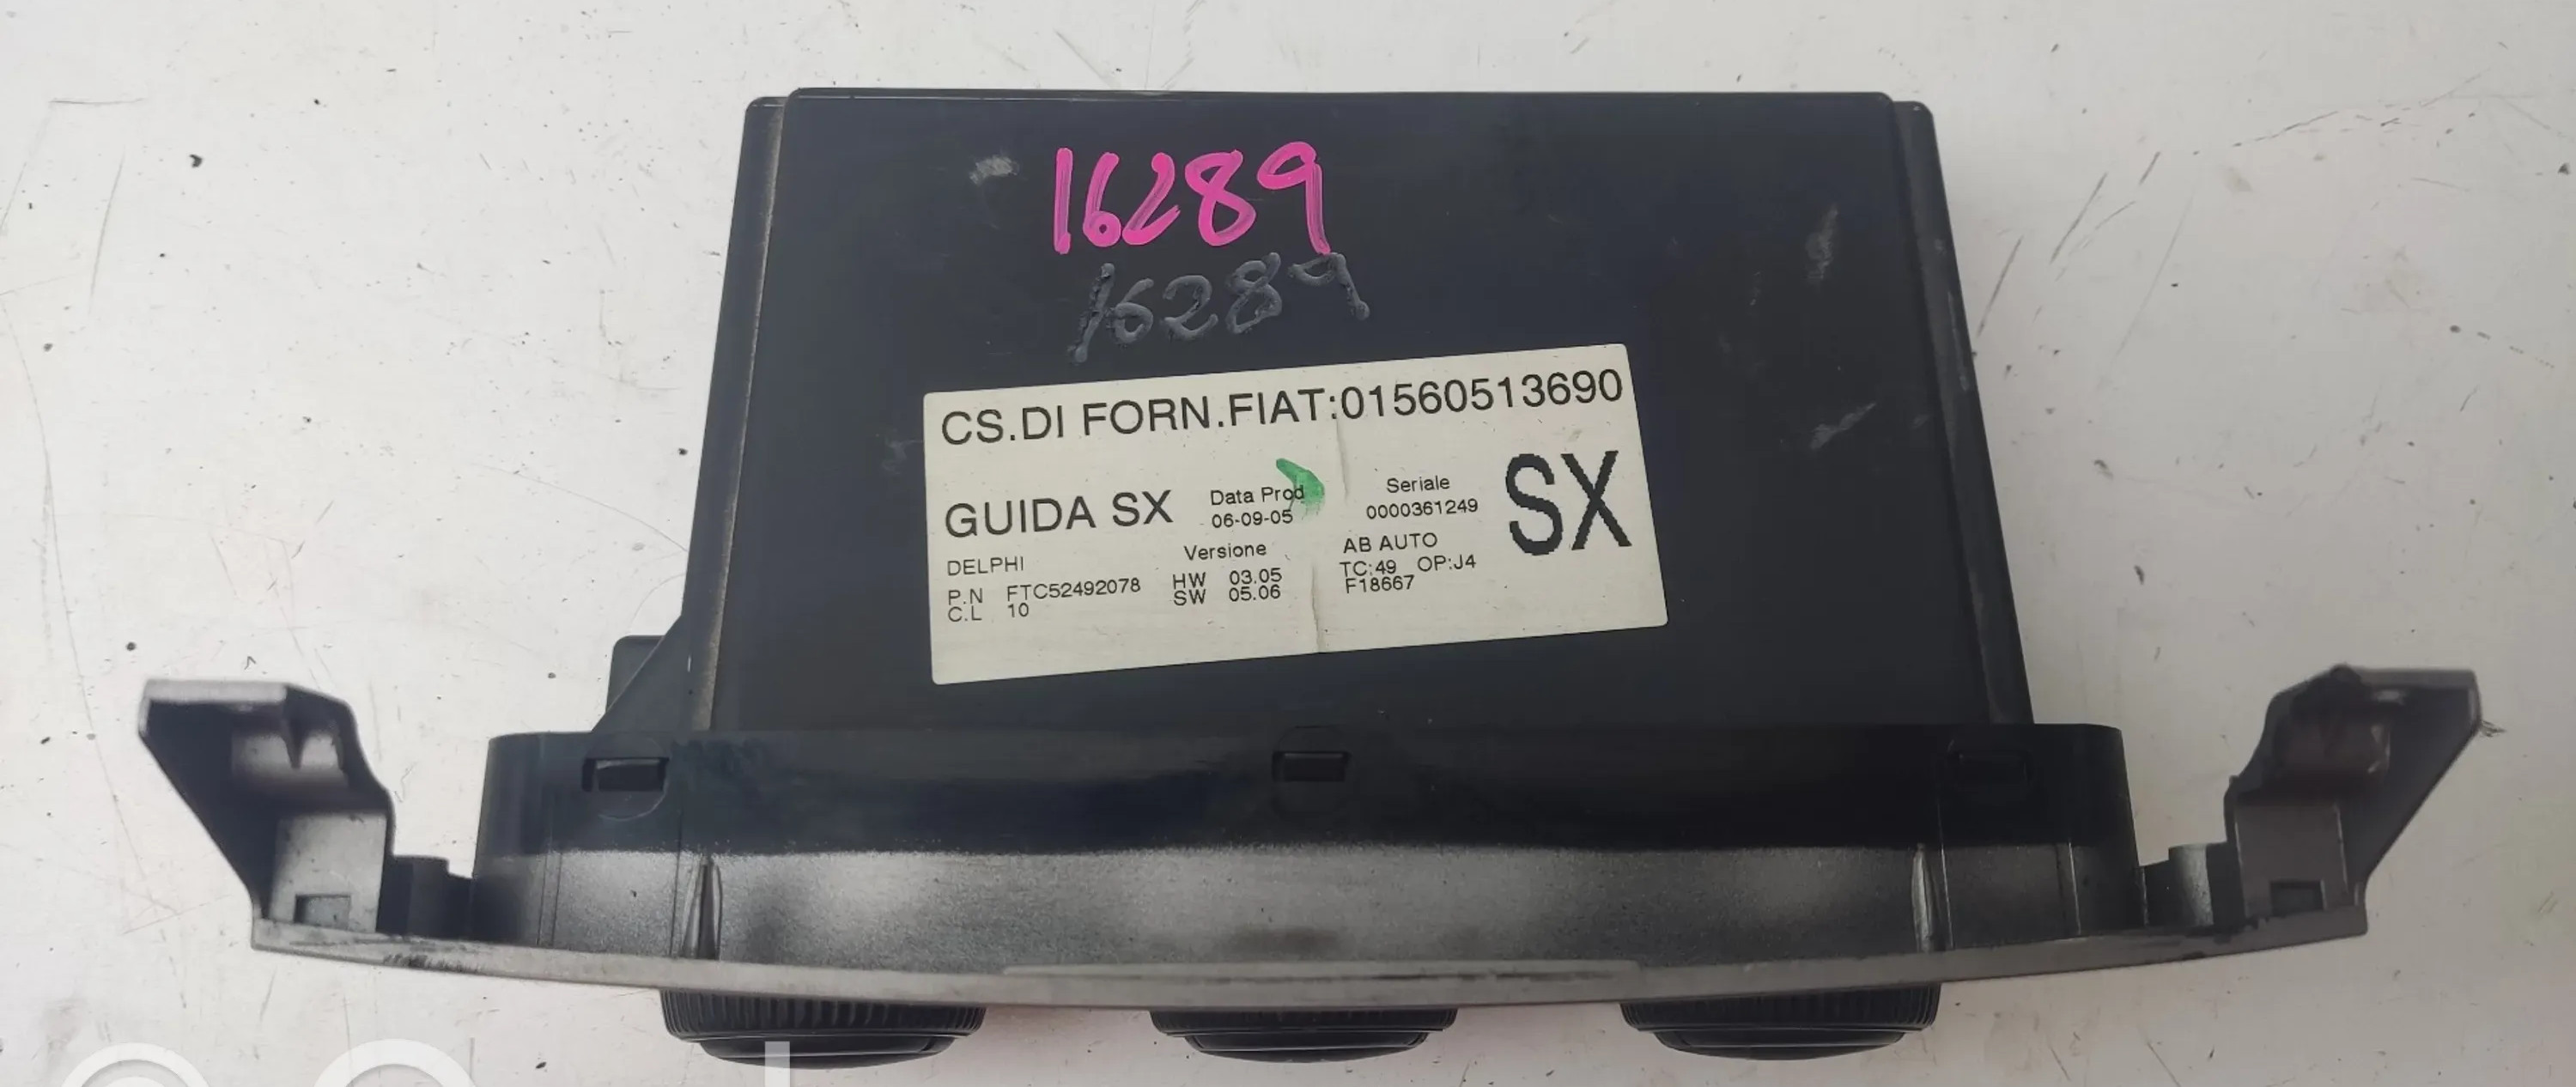 16289
16289
CS.DI FORN.FIAT:01560513690
GUIDA SX
Data Prod
06-09-05
Seriale
0000361249
SX
DELPHI
P.N FTC52492078
C.L 10
Versione
HW 03.05
SW 05.06
AB AUTO
TC:49 OP:J4
F18667